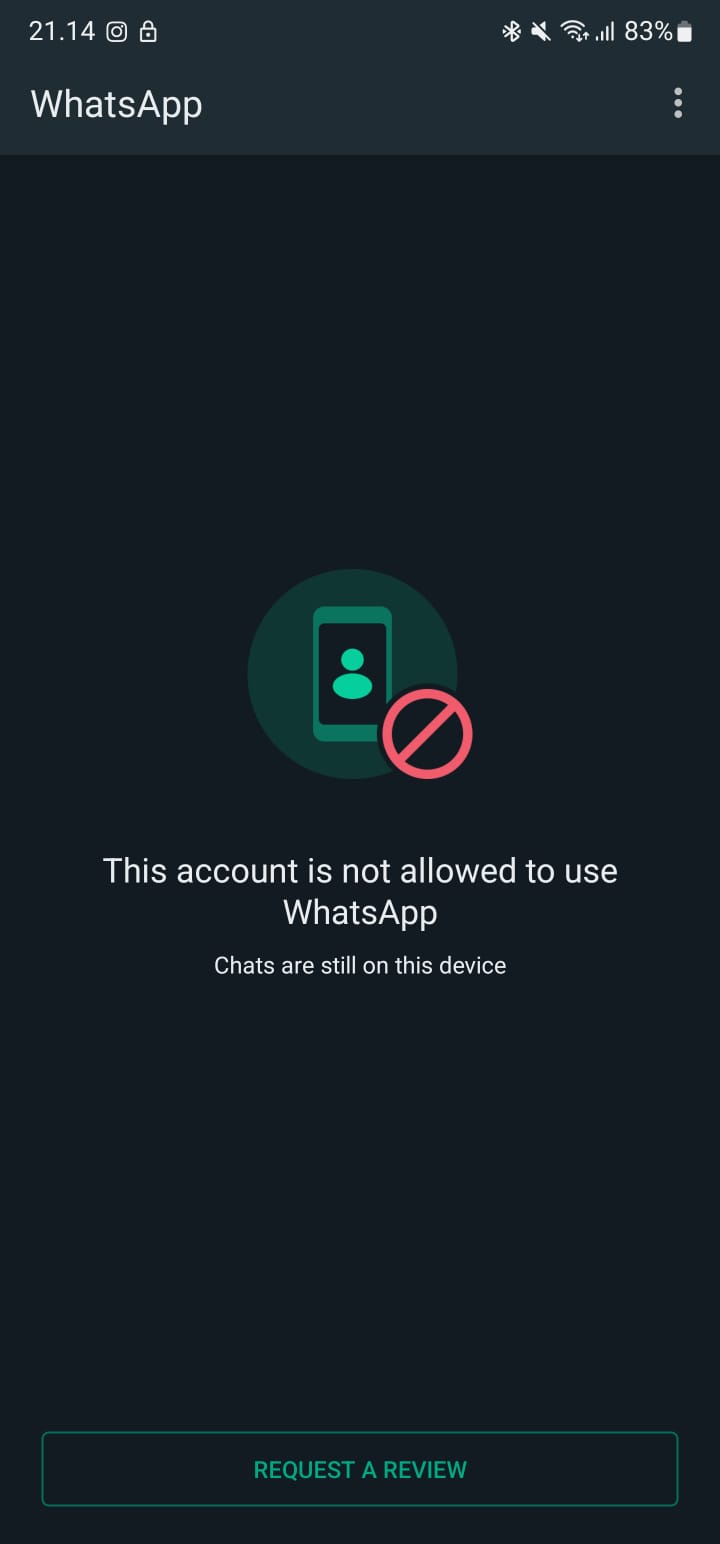 21.14 83%
WhatsApp
This account is not allowed to use
WhatsApp
Chats are still on this device
REQUEST A REVIEW